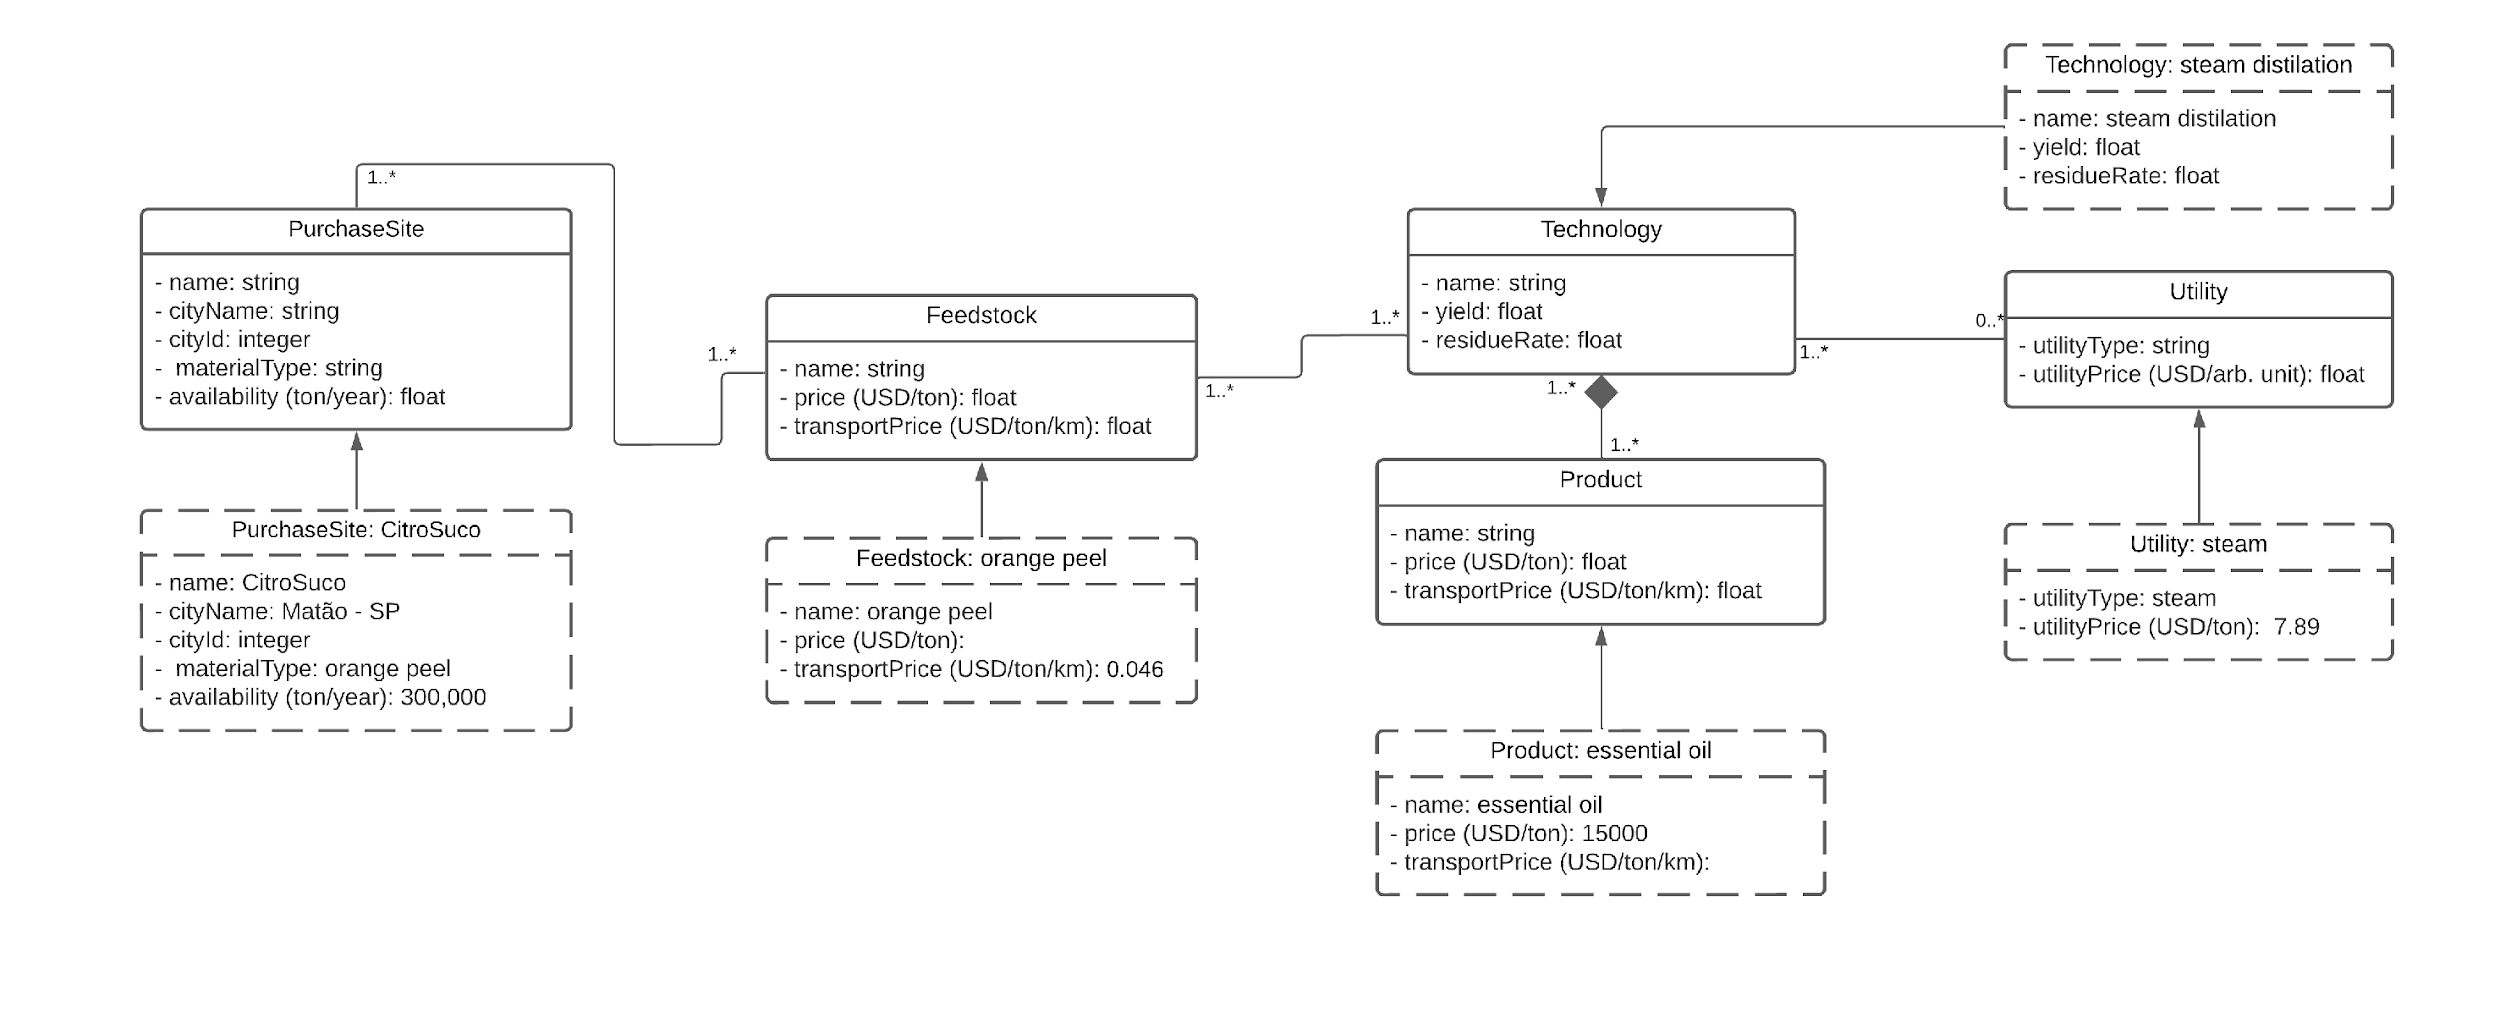 1..*
PurchaseSite
- name: string
- cityName: string
- cityId: integer
-  materialType: string
- availability (ton/year): float
PurchaseSite: CitroSuco
- name: CitroSuco
- cityName: Matão - SP
- cityId: integer
-  materialType: orange peel
- availability (ton/year): 300,000
1..*
Feedstock
- name: string
- price (USD/ton): float
- transportPrice (USD/ton/km): float
1..*
Feedstock: orange peel
- name: orange peel
- price (USD/ton):
- transportPrice (USD/ton/km): 0.046
1..*
Technology
- name: string
- yield: float
- residueRate: float
1..*
1..*
Product
- name: string
- price (USD/ton): float
- transportPrice (USD/ton/km): float
Product: essential oil
- name: essential oil
- price (USD/ton): 15000
- transportPrice (USD/ton/km):
Technology: steam distilation
- name: steam distilation
- yield: float
- residueRate: float
1..*
0..*
Utility
- utilityType: string
- utilityPrice (USD/arb. unit): float
Utility: steam
- utilityType: steam
- utilityPrice (USD/ton):  7.89